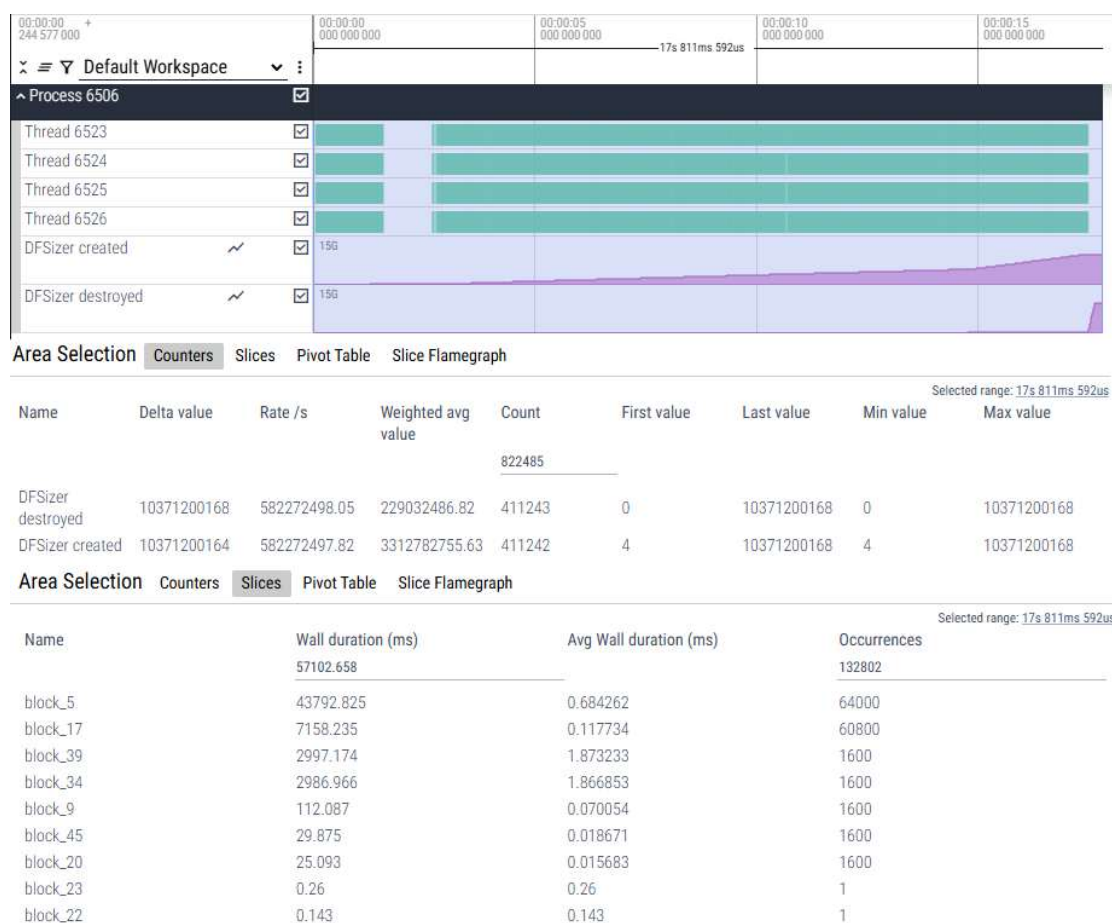 00:00:00 +
244 577 000
00:00:00
000 000 000
00:00:05
000 000 000
00:00:10
000 000 000
00:00:15
000 000 000
17s 811ms 592us
Default Workspace
Process 6506
Thread 6523
Thread 6524
Thread 6525
Thread 6526
DFSizer created 15G
DFSizer destroyed 15G
Area Selection Counters Slices Pivot Table Slice Flamegraph
Selected range: 17s 811ms 592us
Name Delta value Rate /s Weighted avg value Count First value Last value Min value Max value
822485
DFSizer destroyed 10371200168 582272498.05 229032486.82 411243 0 10371200168 0 10371200168
DFSizer created 10371200164 582272497.82 3312782755.63 411242 4 10371200168 4 10371200168
Area Selection Counters Slices Pivot Table Slice Flamegraph
Selected range: 17s 811ms 592us
Name Wall duration (ms) Avg Wall duration (ms) Occurrences
57102.658 132802
block_5 43792.825 0.684262 64000
block_17 7158.235 0.117734 60800
block_39 2997.174 1.873233 1600
block_34 2986.966 1.866853 1600
block_9 112.087 0.070054 1600
block_45 29.875 0.018671 1600
block_20 25.093 0.015683 1600
block_23 0.26 0.26 1
block_22 0.143 0.143 1